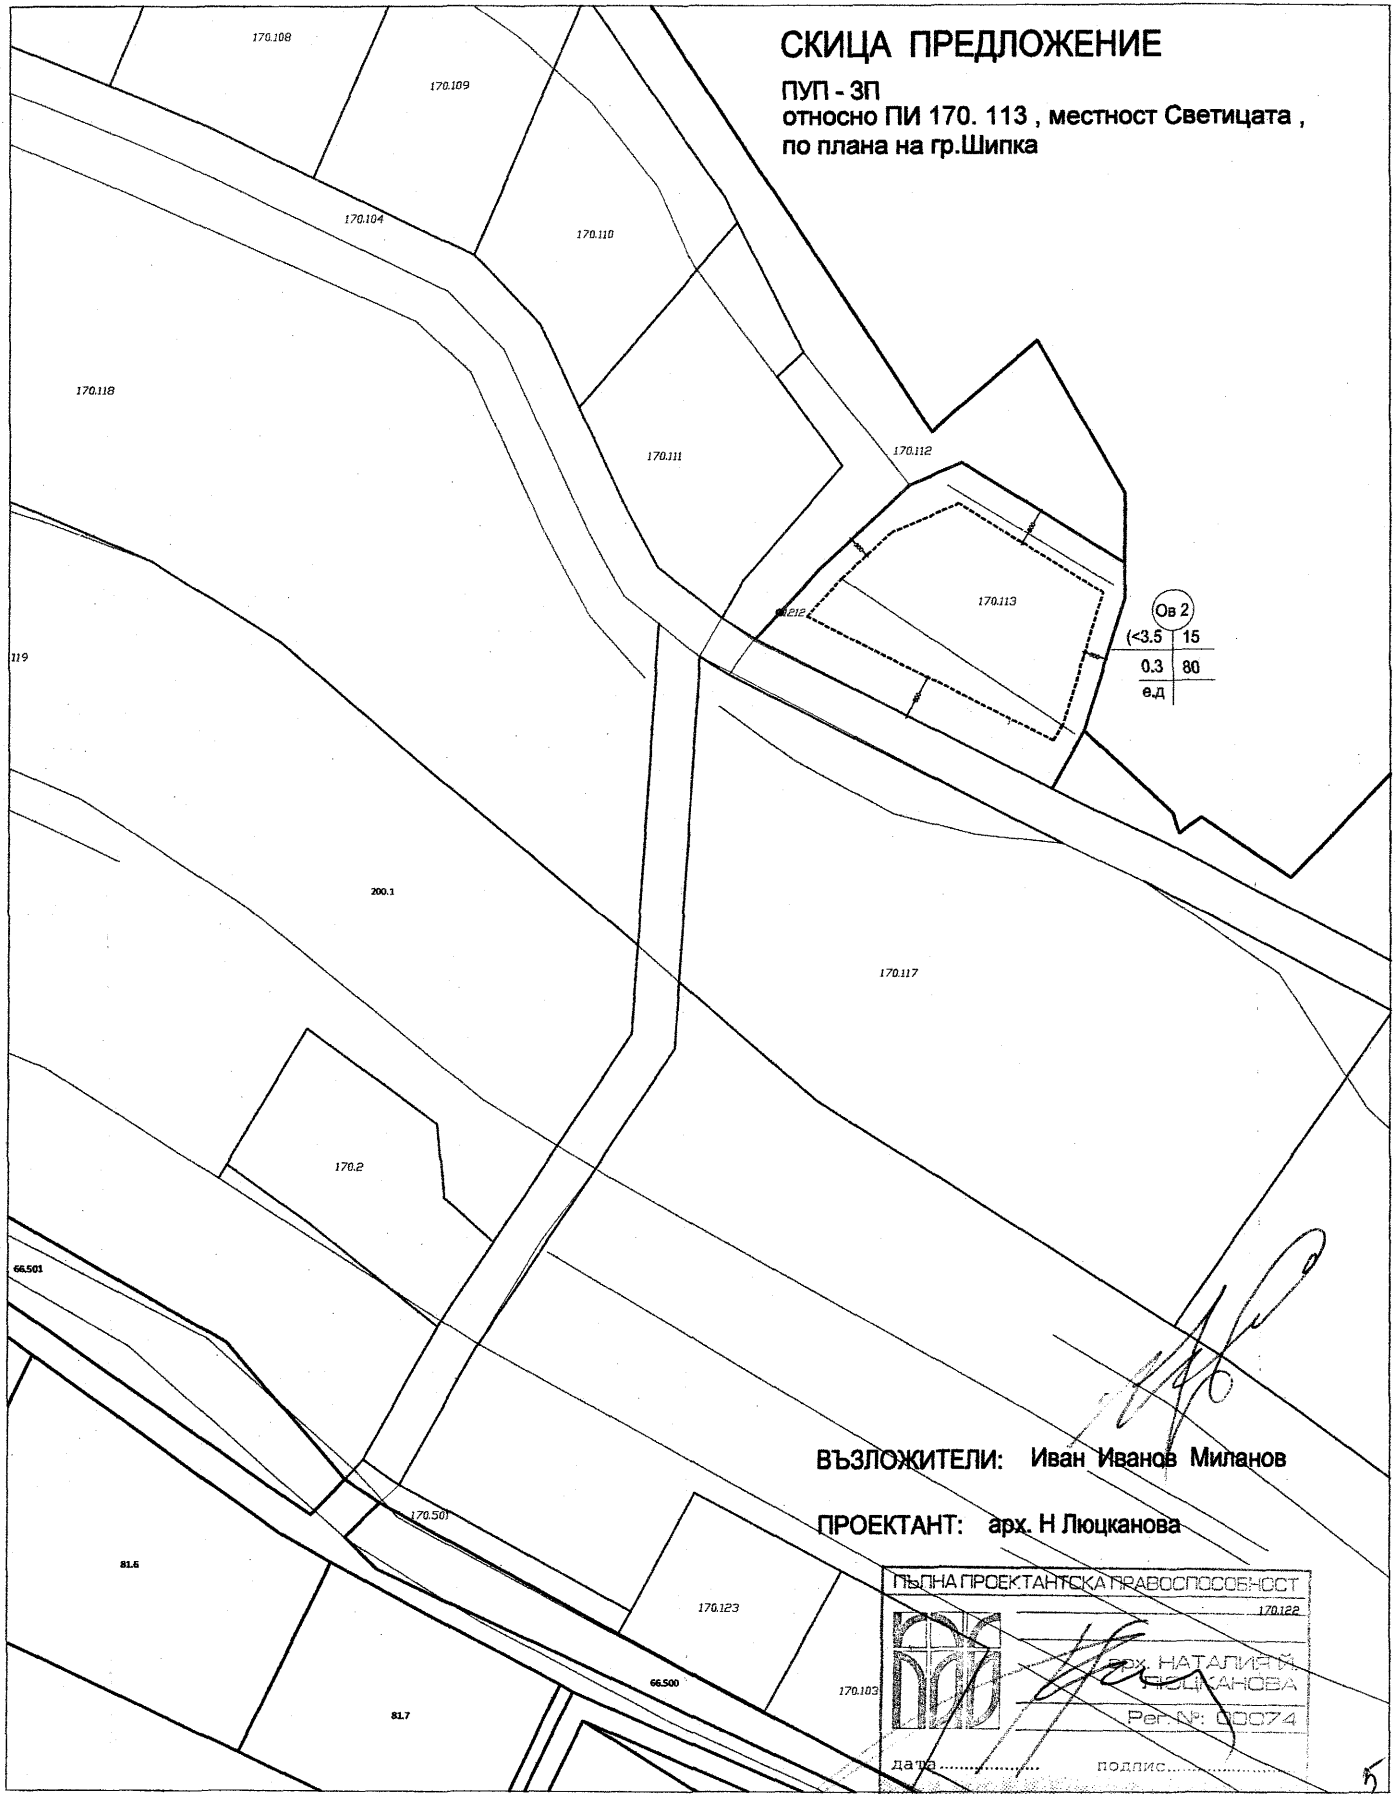 СКИЦА ПРЕДЛОЖЕНИЕ
ПУП - ЗП
относно ПИ 170. 113 , местност Светицата ,
по плана на гр.Шипка
170.108
170.109
170.104
170.110
170.118
170.111
170.112
170.113
Ов 2
(<3.5 15
0.3 80
е.д
119
200.1
170.117
170.2
66.501
ВЪЗЛОЖИТЕЛИ: Иван Иванов Миланов
170.501
ПРОЕКТАНТ: арх. Н Люцканова
81.6
ПЪЛНА ПРОЕКТАНТСКА ПРАВОСПОСОБНОСТ
170.123
170.122
арх. НАТАЛИЯ Й.
ЛЮЦКАНОВА
66.500
170.103
81.7
Рег. №: 00074
дата.................. подпис..................
5